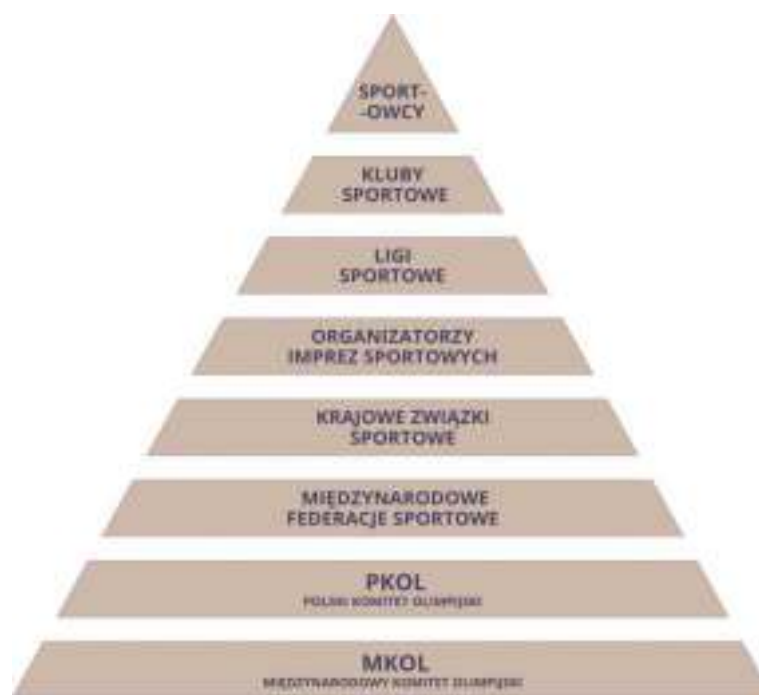 SPORT-
-OWCY
KLUBY
SPORTOWE
LIGI
SPORTOWE
ORGANIZATORZY
IMPREZ SPORTOWYCH
KRAJOWE ZWIĄZKI
SPORTOWE
MIĘDZYNARODOWE
FEDERACJE SPORTOWE
PKOL
POLSKI KOMITET OLIMPIJSKI
MKOL
MIĘDZYNARODOWY KOMITET OLIMPIJSKI